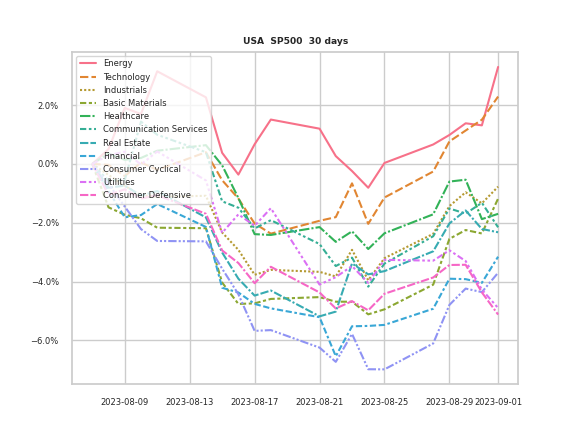 USA SP500 30 days
Energy
Technology
Industrials
Basic Materials
Healthcare
Communication Services
Real Estate
Financial
Consumer Cyclical
Utilities
Consumer Defensive
2.0%
0.0%
−2.0%
−4.0%
−6.0%
2023-08-09 2023-08-13 2023-08-17 2023-08-21 2023-08-25 2023-08-29 2023-09-01